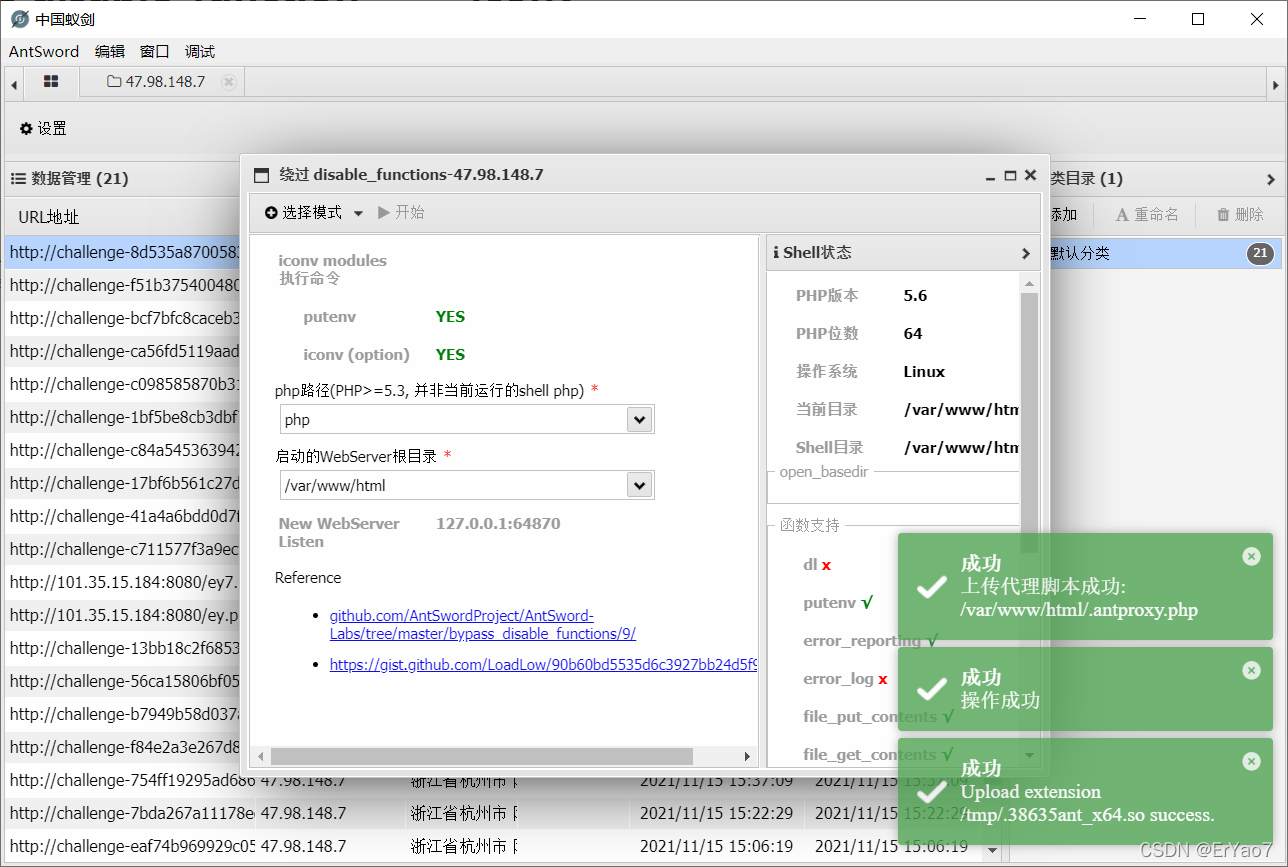 中国蚁剑
AntSword 编辑 窗口 调试
47.98.148.7
设置
数据管理 (21)
URL地址
http://challenge-8d535a870058
http://challenge-f51b375400480
http://challenge-bcf7bfc8caceb3
http://challenge-ca56fd5119aad
http://challenge-c098585870b3
http://challenge-1bf5be8cb3dbf
http://challenge-c84a545363942
http://challenge-17bf6b561c27d
http://challenge-41a4a6bdd0d7f
http://challenge-c711577f3a9ec
http://101.35.15.184:8080/ey7.
http://101.35.15.184:8080/ey.p
http://challenge-13bb18c2f6853
http://challenge-56ca15806bf05
http://challenge-b7949b58d037
http://challenge-f84e2a3e267d8
http://challenge-754ff19295ad686 47.98.148.7 浙江省杭州市 2021/11/15 15:37:09 2021/11/15 15:37:09
http://challenge-7bda267a11178e 47.98.148.7 浙江省杭州市 2021/11/15 15:22:29 2021/11/15 15:22:29
http://challenge-eaf74b969929c05 47.98.148.7 浙江省杭州市 2021/11/15 15:06:19 2021/11/15 15:06:19
绕过 disable_functions-47.98.148.7
选择模式 开始
iconv modules
执行命令
putenv YES
iconv (option) YES
php路径(PHP>=5.3, 并非当前运行的shell php) *
php
启动的WebServer根目录 *
/var/www/html
New WebServer 127.0.0.1:64870
Listen
Reference
github.com/AntSwordProject/AntSword-
Labs/tree/master/bypass_disable_functions/9/
https://gist.github.com/LoadLow/90b60bd5535d6c3927bb24d5f9
Shell状态
PHP版本 5.6
PHP位数 64
操作系统 Linux
当前目录 /var/www/htm
Shell目录 /var/www/htm
open_basedir
函数支持
dl x
putenv √
error_reporting √
error_log x
file_put_contents √
file_get_contents √
类目录 (1)
添加 重命名 删除
默认分类 21
成功
上传代理脚本成功:
/var/www/html/.antproxy.php
成功
操作成功
成功
Upload extension
/tmp/.38635ant_x64.so success.
CSDN @ErYao7